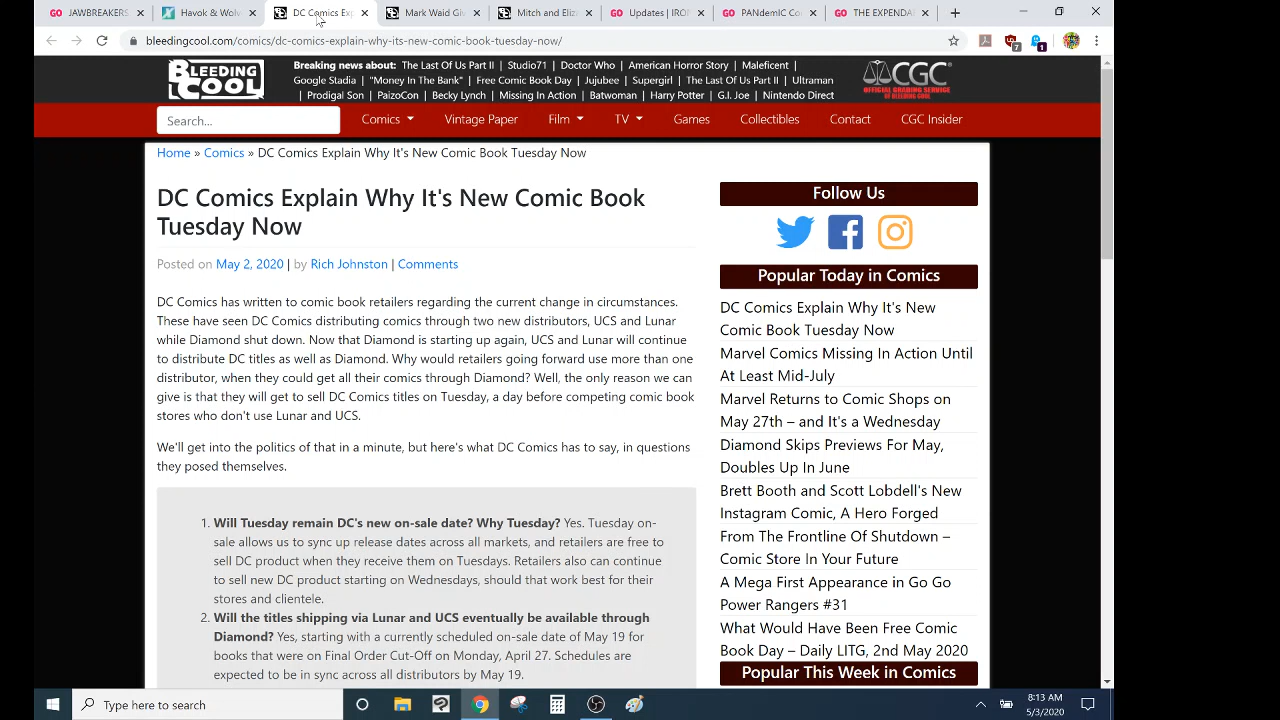 JAWBREAKERS
Havok & Wolv
DC Comics Exp
Mark Waid Giv
Mitch and Eliz
Updates | IRO
PANdemIC Co
THE EXPENDA
bleedingcool.com/comics/dc-comics-explain-why-its-new-comic-book-tuesday-now/
7
1
BLEEDING COOL
Breaking news about: The Last Of Us Part II | Studio71 | Doctor Who | American Horror Story | Maleficent |
Google Stadia | "Money In The Bank" | Free Comic Book Day | Jujubee | Supergirl | The Last Of Us Part II | Ultraman
| Prodigal Son | PaizoCon | Becky Lynch | Missing In Action | Batwoman | Harry Potter | G.I. Joe | Nintendo Direct
CGC
OFFICIAL GRADING SERVICE
OF BLEEDING COOL
Search...
Comics
Vintage Paper
Film
TV
Games
Collectibles
Contact
CGC Insider
Home » Comics » DC Comics Explain Why It's New Comic Book Tuesday Now
DC Comics Explain Why It's New Comic Book
Tuesday Now
Posted on May 2, 2020 | by Rich Johnston | Comments
DC Comics has written to comic book retailers regarding the current change in circumstances.
These have seen DC Comics distributing comics through two new distributors, UCS and Lunar
while Diamond shut down. Now that Diamond is starting up again, UCS and Lunar will continue
to distribute DC titles as well as Diamond. Why would retailers going forward use more than one
distributor, when they could get all their comics through Diamond? Well, the only reason we can
give is that they will get to sell DC Comics titles on Tuesday, a day before competing comic book
stores who don't use Lunar and UCS.
We'll get into the politics of that in a minute, but here's what DC Comics has to say, in questions
they posed themselves.
1. Will Tuesday remain DC's new on-sale date? Why Tuesday? Yes. Tuesday on-
sale allows us to sync up release dates across all markets, and retailers are free to
sell DC product when they receive them on Tuesdays. Retailers also can continue
to sell new DC product starting on Wednesdays, should that work best for their
stores and clientele.
2. Will the titles shipping via Lunar and UCS eventually be available through
Diamond? Yes, starting with a currently scheduled on-sale date of May 19 for
books that were on Final Order Cut-Off on Monday, April 27. Schedules are
expected to be in sync across all distributors by May 19.
Follow Us
Popular Today in Comics
DC Comics Explain Why It's New
Comic Book Tuesday Now
Marvel Comics Missing In Action Until
At Least Mid-July
Marvel Returns to Comic Shops on
May 27th – and It's a Wednesday
Diamond Skips Previews For May,
Doubles Up In June
Brett Booth and Scott Lobdell's New
Instagram Comic, A Hero Forged
From The Frontline Of Shutdown –
Comic Store In Your Future
A Mega First Appearance in Go Go
Power Rangers #31
What Would Have Been Free Comic
Book Day – Daily LITG, 2nd May 2020
Popular This Week in Comics
Type here to search
8:13 AM
5/3/2020